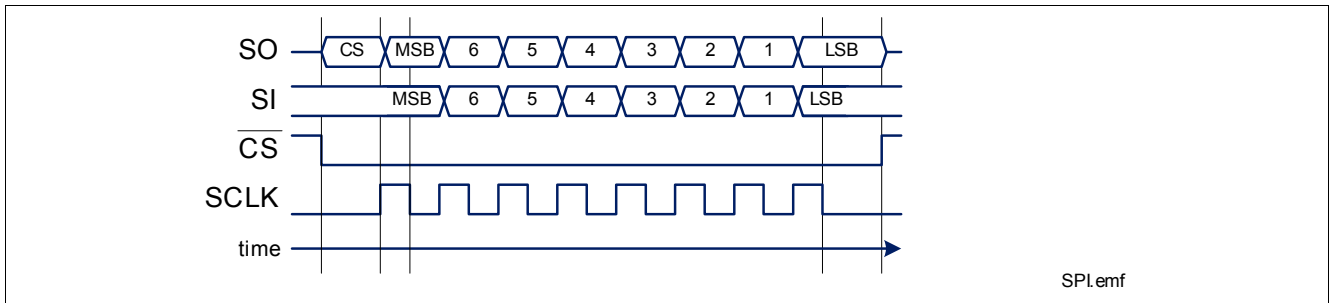 SO CS MSB 6 5 4 3 2 1 LSB
SI MSB 6 5 4 3 2 1 LSB
CS
SCLK
time
SPI.emf